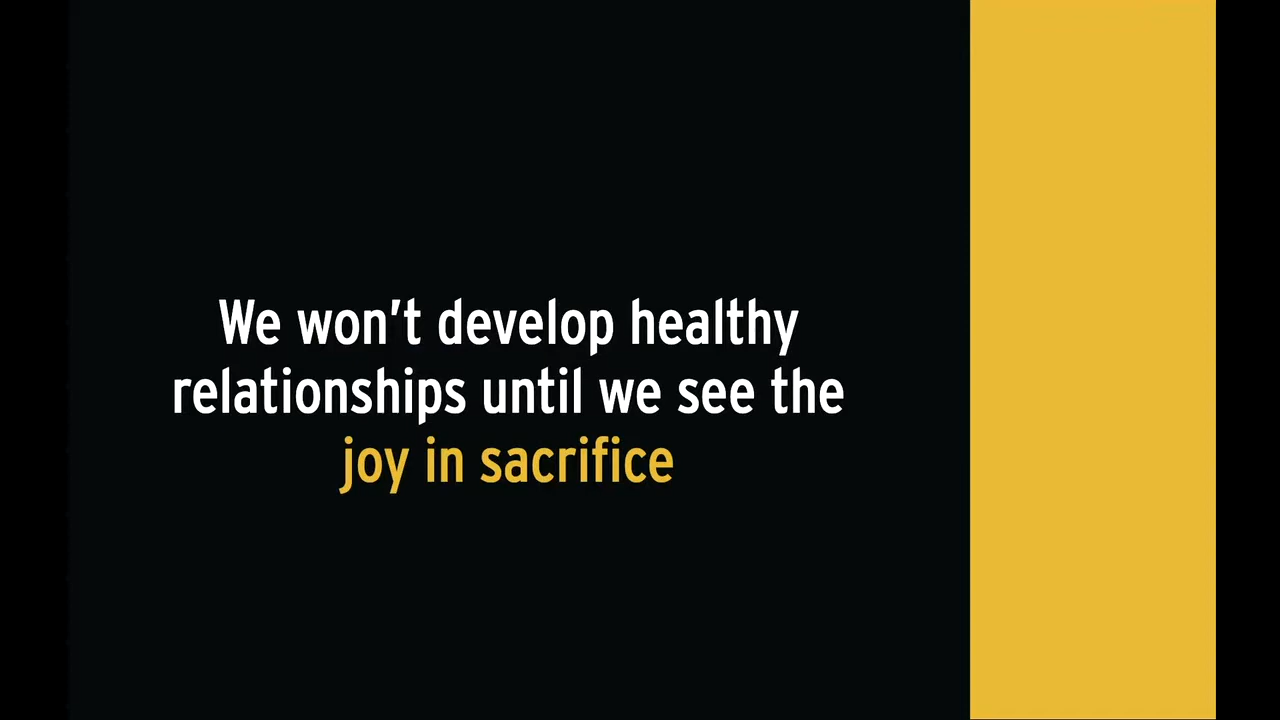 We won't develop healthy
relationships until we see the
joy in sacrifice